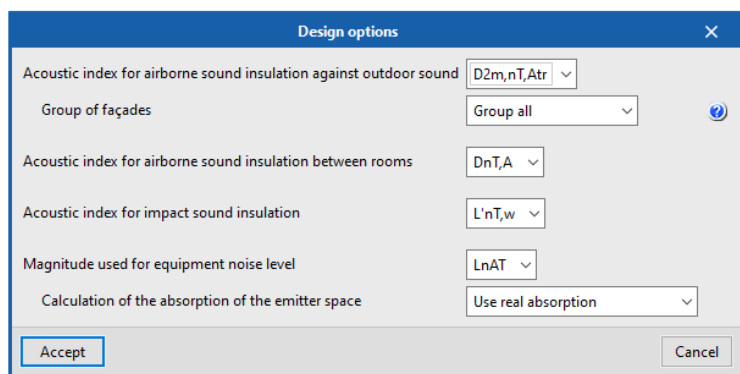 Design options
Acoustic index for airborne sound insulation against outdoor sound D2m,nT,Atr
Group of façades Group all
Acoustic index for airborne sound insulation between rooms DnT,A
Acoustic index for impact sound insulation L'nT,w
Magnitude used for equipment noise level LnAT
Calculation of the absorption of the emitter space Use real absorption
Accept Cancel